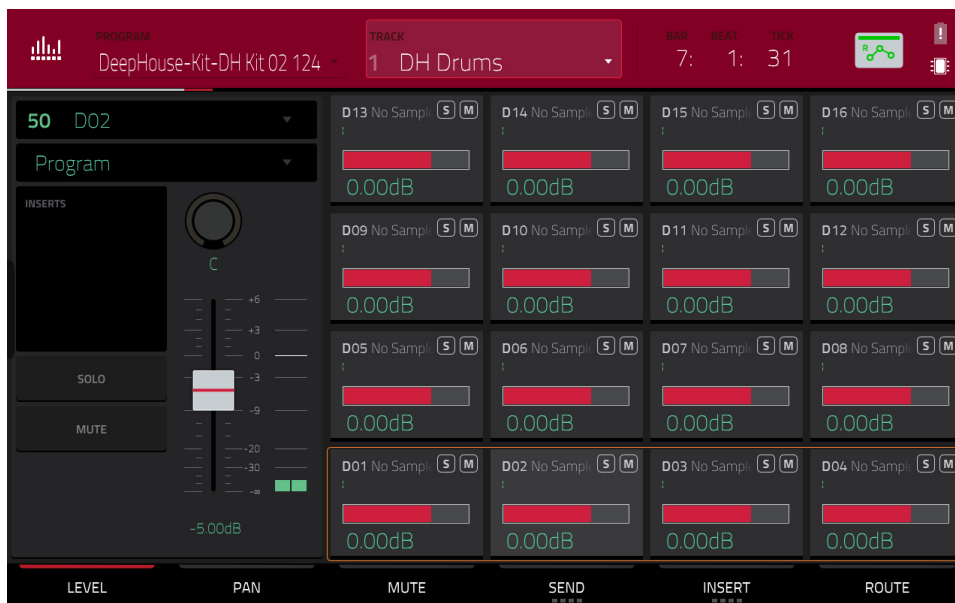 PROGRAM
DeepHouse-Kit-DH Kit 02 124
TRACK
1 DH Drums
BAR BEAT TICK
7: 1: 31
R
!
50 D02
Program
INSERTS
C
+6
+3
0
-3
-9
-20
-30
-∞
SOLO
MUTE
-5.00dB
D13 No Sampl S M
D14 No Sampl S M
D15 No Sampl S M
D16 No Sampl S M
0.00dB 0.00dB 0.00dB 0.00dB
D09 No Sampl S M
D10 No Sampl S M
D11 No Sampl S M
D12 No Sampl S M
0.00dB 0.00dB 0.00dB 0.00dB
D05 No Sampl S M
D06 No Sampl S M
D07 No Sampl S M
D08 No Sampl S M
0.00dB 0.00dB 0.00dB 0.00dB
D01 No Sampl S M
D02 No Sampl S M
D03 No Sampl S M
D04 No Sampl S M
0.00dB 0.00dB 0.00dB 0.00dB
LEVEL PAN MUTE SEND INSERT ROUTE